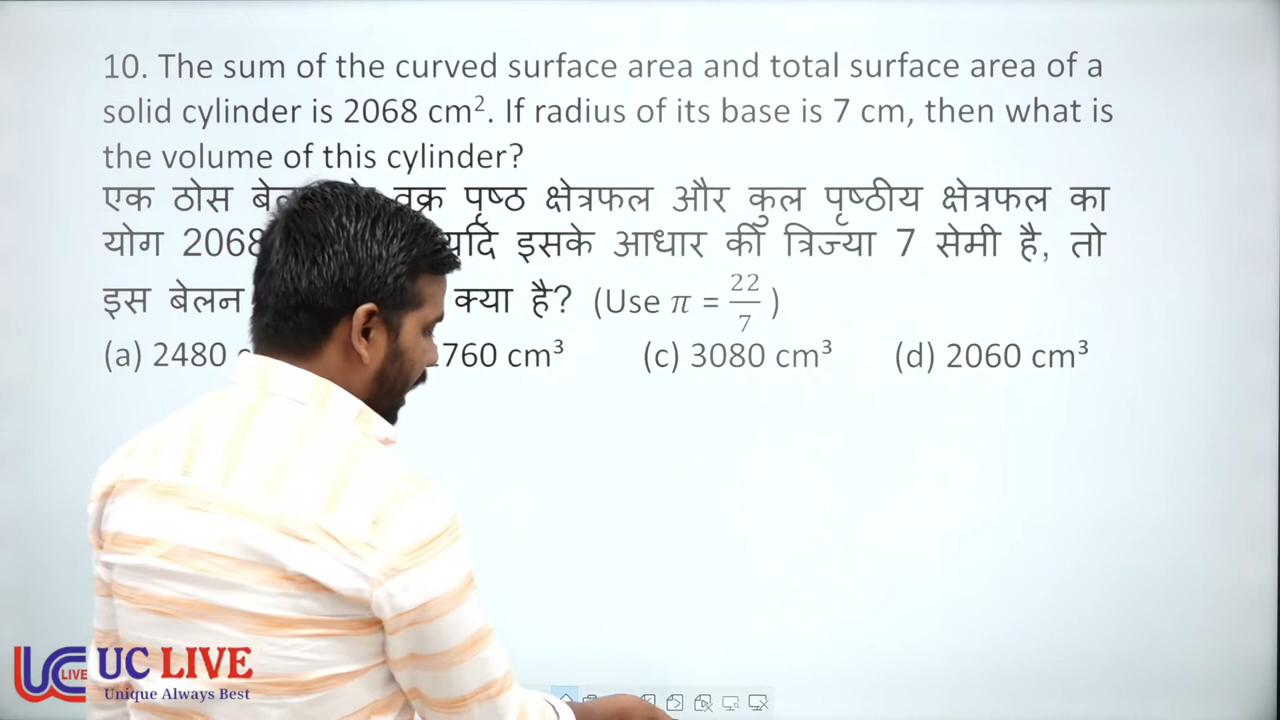 10. The sum of the curved surface area and total surface area of a
solid cylinder is 2068 cm². If radius of its base is 7 cm, then what is
the volume of this cylinder?
एक ठोस वक्र पृष्ठ क्षेत्रफल और कुल पृष्ठीय क्षेत्रफल का
योग 2068 यदि इसके आधार की त्रिज्या 7 सेमी है, तो
इस बेलन क्या है? (Use π = 22/7 )
(a) 2480 760 cm³ (c) 3080 cm³ (d) 2060 cm³
UC LIVE
LIVE
Unique Always Best